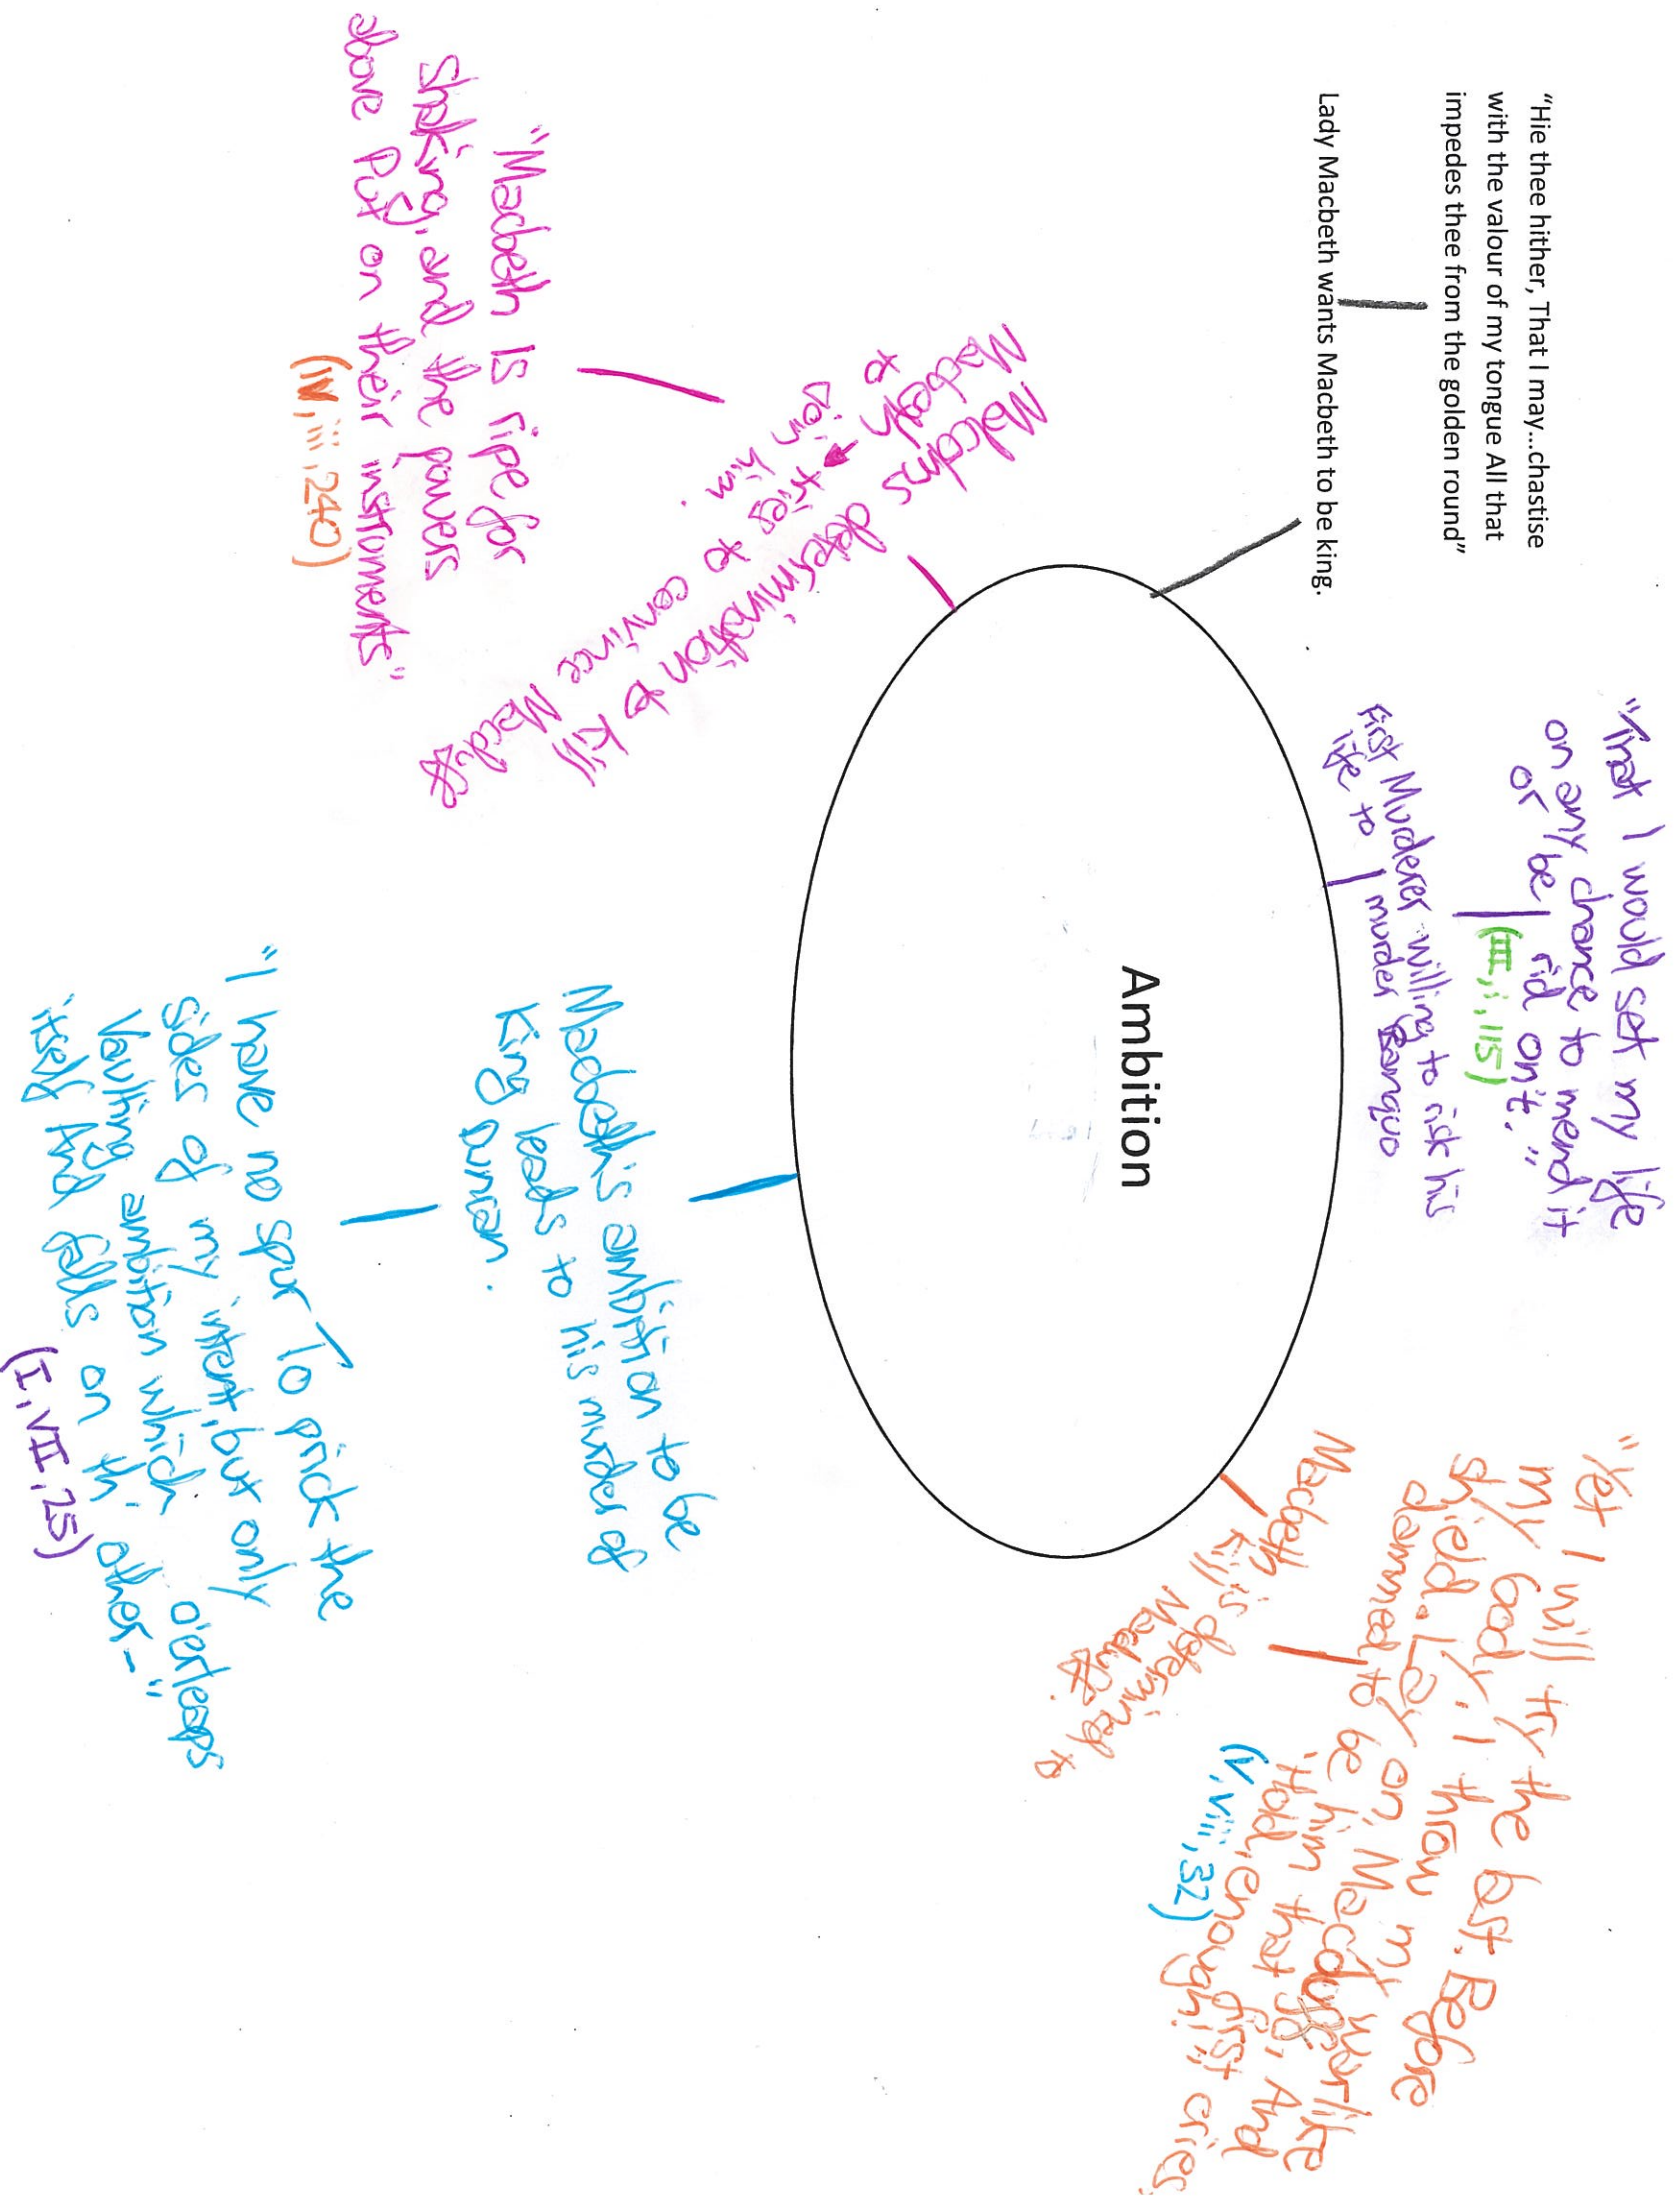 "Hie thee hither, That I may...chastise
with the valour of my tongue All that
impedes thee from the golden round"
Lady Macbeth wants Macbeth to be king.
"That I would set my life
on any chance to mend it
or be rid on't."
(III, i, 115)
First Murderer willing to risk his
life to murder Banquo
"Yet I will try the last. Before
my body, I throw my warlike
shield. Lay on, Macduff, And
damned be him that first cries,
to
"Hold, enough!"
(V, viii, 32)
Macbeth is determined to
kill Macduff.
Ambition
Malcolms determination to kill
Macbeth → tries to convince Macduff
to join him.
"Macbeth Is ripe for
shaking, and the powers
above Put on their instruments"
(IV, iii, 240)
Macbeth's ambition to be
king leads to his murder of
King Duncan.
"I have no spur To prick the
sides of my intent, but only
Vaulting ambition which o'erleaps
itself And falls on th' other—"
(I, VII, 25)